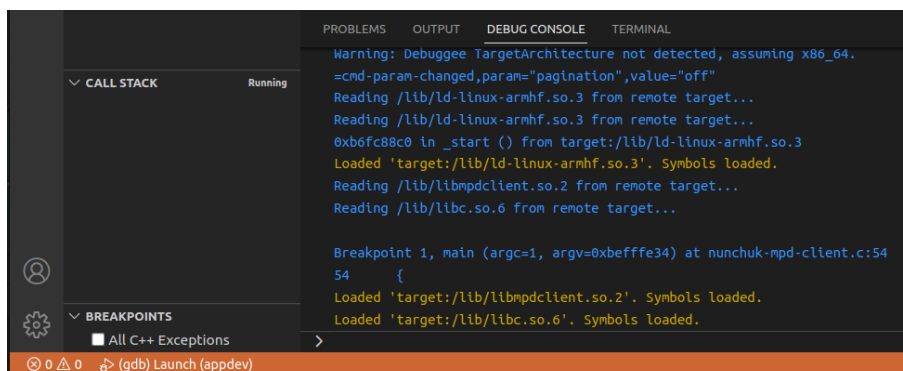 PROBLEMS OUTPUT DEBUG CONSOLE TERMINAL
Warning: Debuggee TargetArchitecture not detected, assuming x86_64.
=cmd-param-changed,param="pagination",value="off"
Reading /lib/ld-linux-armhf.so.3 from remote target...
Reading /lib/ld-linux-armhf.so.3 from remote target...
0xb6fc88c0 in _start () from target:/lib/ld-linux-armhf.so.3
Loaded 'target:/lib/ld-linux-armhf.so.3'. Symbols loaded.
Reading /lib/libmpdclient.so.2 from remote target...
Reading /lib/libc.so.6 from remote target...
Breakpoint 1, main (argc=1, argv=0xbefffe34) at nunchuk-mpd-client.c:54
54 {
Loaded 'target:/lib/libmpdclient.so.2'. Symbols loaded.
Loaded 'target:/lib/libc.so.6'. Symbols loaded.
>
CALL STACK Running
BREAKPOINTS
All C++ Exceptions
0 0 (gdb) Launch (appdev)